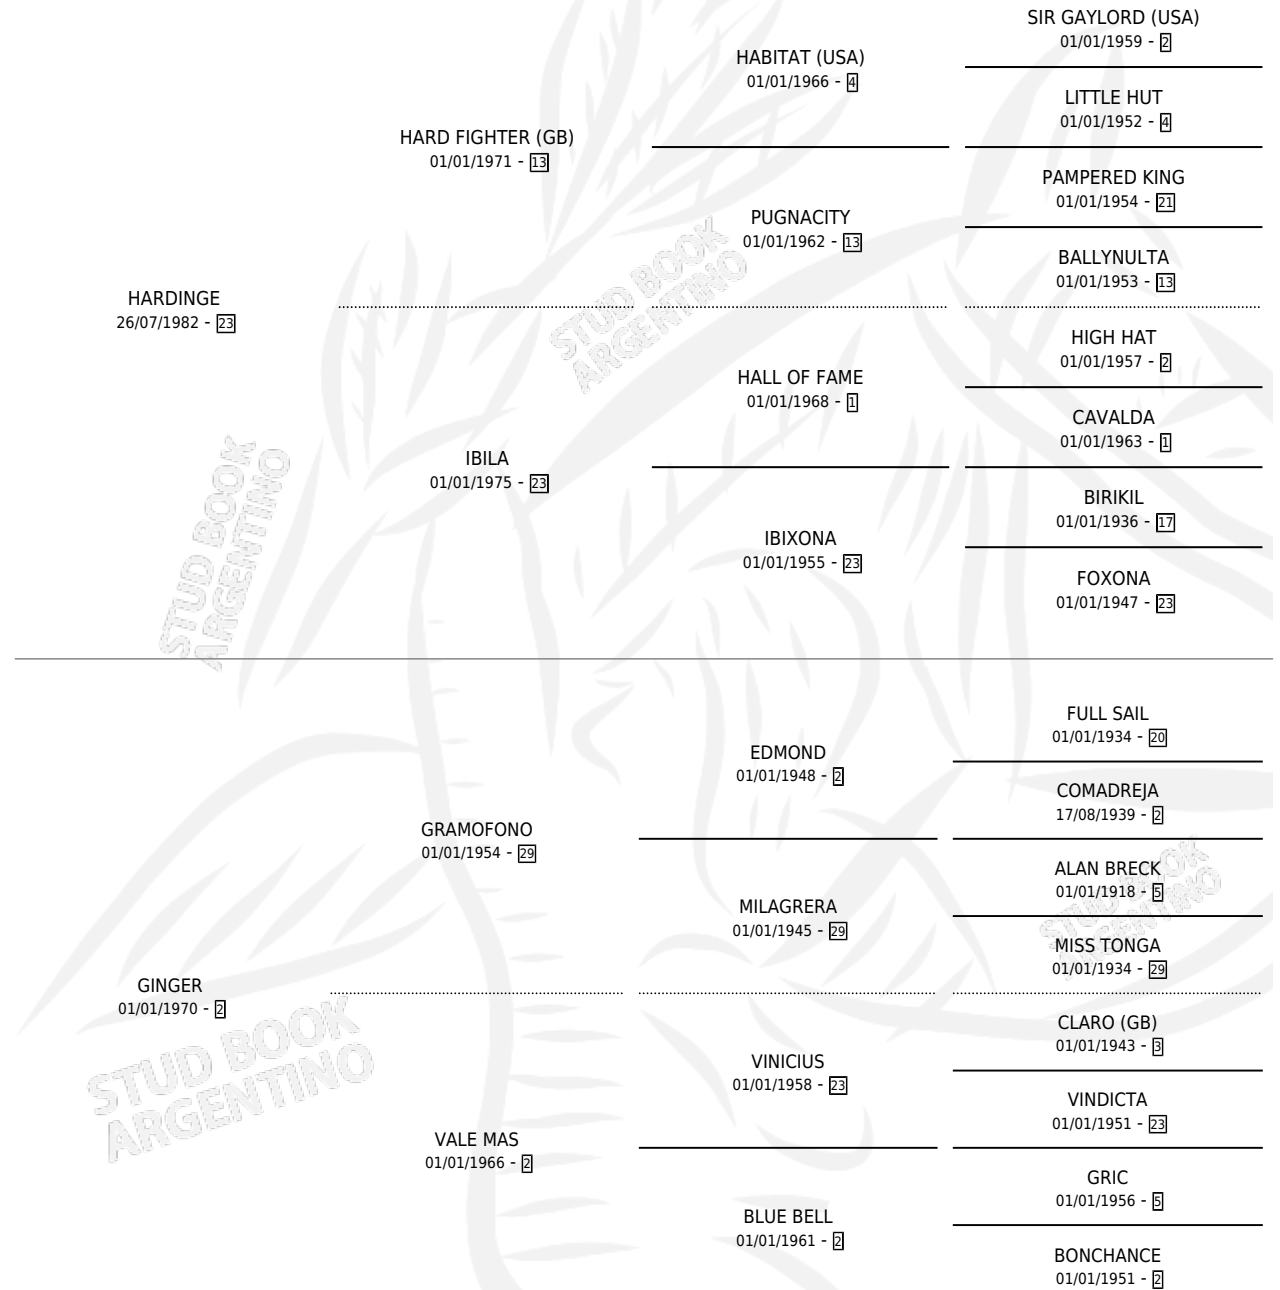 SIR GAYLORD (USA)
01/01/1959 - 2
HABITAT (USA)
01/01/1966 - 4
LITTLE HUT
01/01/1952 - 4
HARD FIGHTER (GB)
01/01/1971 - 13
PAMPERED KING
01/01/1954 - 21
PUGNACITY
01/01/1962 - 13
BALLYNULTA
01/01/1953 - 13
HARDINGE
26/07/1982 - 23
STUD BOOK
ARGENTINO
HIGH HAT
01/01/1957 - 2
HALL OF FAME
01/01/1968 - 1
CAVALDA
01/01/1963 - 1
IBILA
01/01/1975 - 23
BIRIKIL
01/01/1936 - 17
IBIXONA
01/01/1955 - 23
FOXONA
01/01/1947 - 23
STUD BOOK
ARGENTINO
FULL SAIL
01/01/1934 - 20
EDMOND
01/01/1948 - 2
COMADREJA
17/08/1939 - 2
GRAMOFONO
01/01/1954 - 29
ALAN BRECK
01/01/1918 - 5
MILAGRERA
01/01/1945 - 29
STUD BOOK
ARGENTINO
MISS TONGA
01/01/1934 - 29
GINGER
01/01/1970 - 2
CLARO (GB)
01/01/1943 - 3
VINICIUS
01/01/1958 - 23
STUD BOOK
ARGENTINO
VINDICTA
01/01/1951 - 23
VALE MAS
01/01/1966 - 2
GRIC
01/01/1956 - 5
BLUE BELL
01/01/1961 - 2
BONCHANCE
01/01/1951 - 2